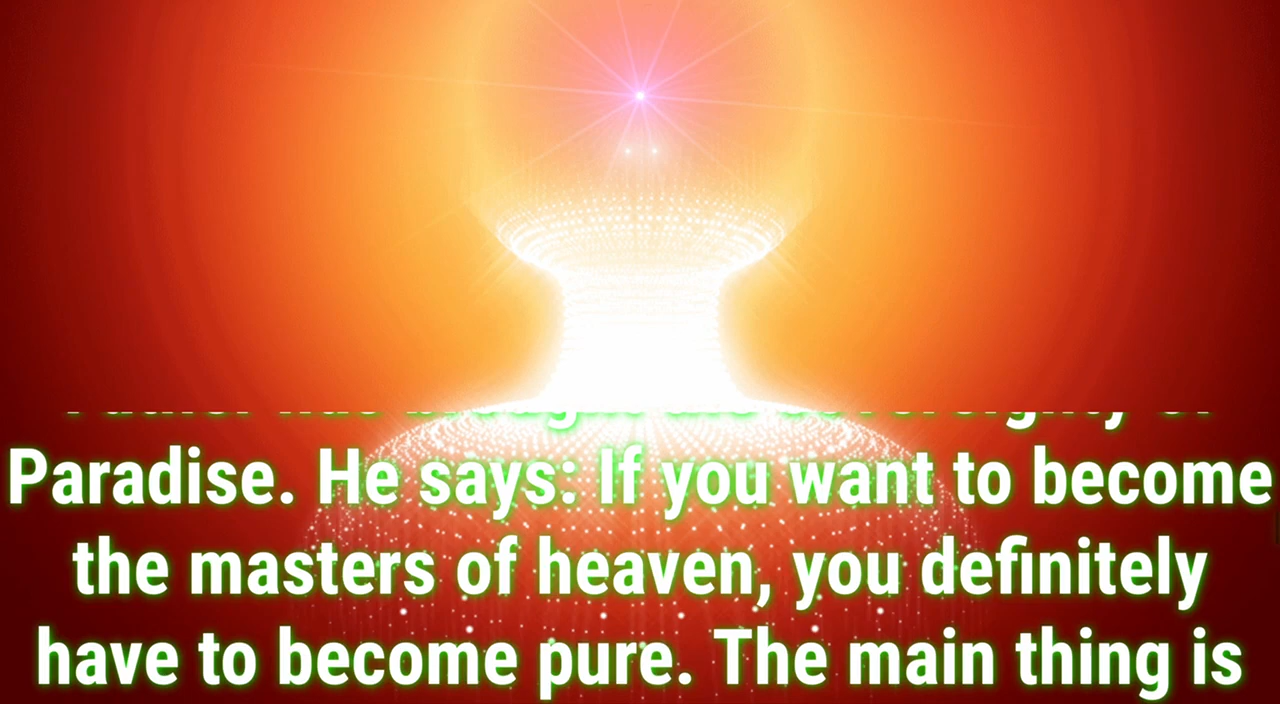 Paradise. He says: If you want to become
the masters of heaven, you definitely
have to become pure. The main thing is